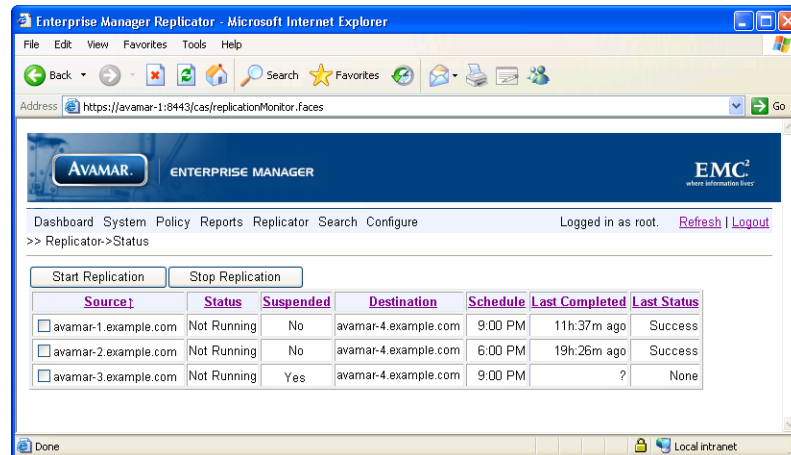 Enterprise Manager Replicator - Microsoft Internet Explorer
File Edit View Favorites Tools Help
Back Search Favorites
Address https://avamar-1:8443/cas/replicationMonitor.faces Go
AVAMAR. ENTERPRISE MANAGER EMC²
where information lives
Dashboard System Policy Reports Replicator Search Configure Logged in as root. Refresh | Logout
>> Replicator->Status
Start Replication Stop Replication
Source↑ Status Suspended Destination Schedule Last Completed Last Status
avamar-1.example.com Not Running No avamar-4.example.com 9:00 PM 11h:37m ago Success
avamar-2.example.com Not Running No avamar-4.example.com 6:00 PM 19h:26m ago Success
avamar-3.example.com Not Running Yes avamar-4.example.com 9:00 PM ? None
Done Local intranet